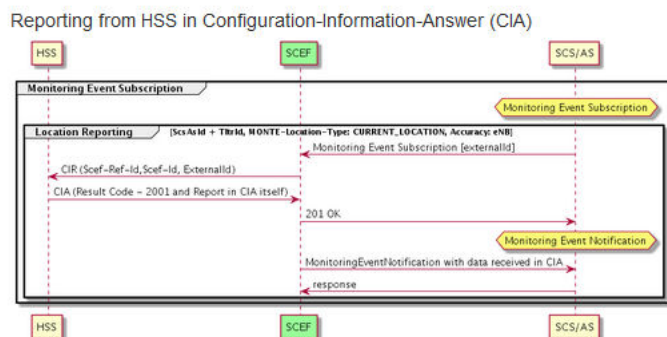 Reporting from HSS in Configuration-Information-Answer (CIA)
HSS SCEF SCS/AS
Monitoring Event Subscription
Monitoring Event Subscription
Location Reporting [ScsAsId + TltrId, MONTE-Location-Type: CURRENT_LOCATION, Accuracy: eNB]
Monitoring Event Subscription [externalId]
CIR (Scef-Ref-Id,Scef-Id, ExternalId)
CIA (Result Code - 2001 and Report in CIA itself)
201 OK
Monitoring Event Notification
MonitoringEventNotification with data received in CIA
response
HSS SCEF SCS/AS